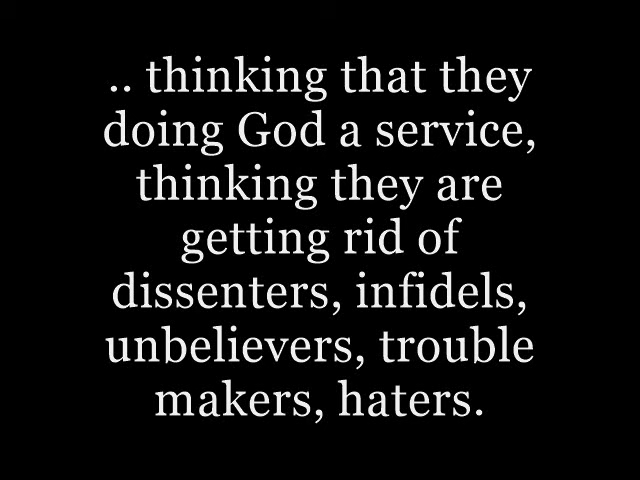 .. thinking that they
doing God a service,
thinking they are
getting rid of
dissenters, infidels,
unbelievers, trouble
makers, haters.